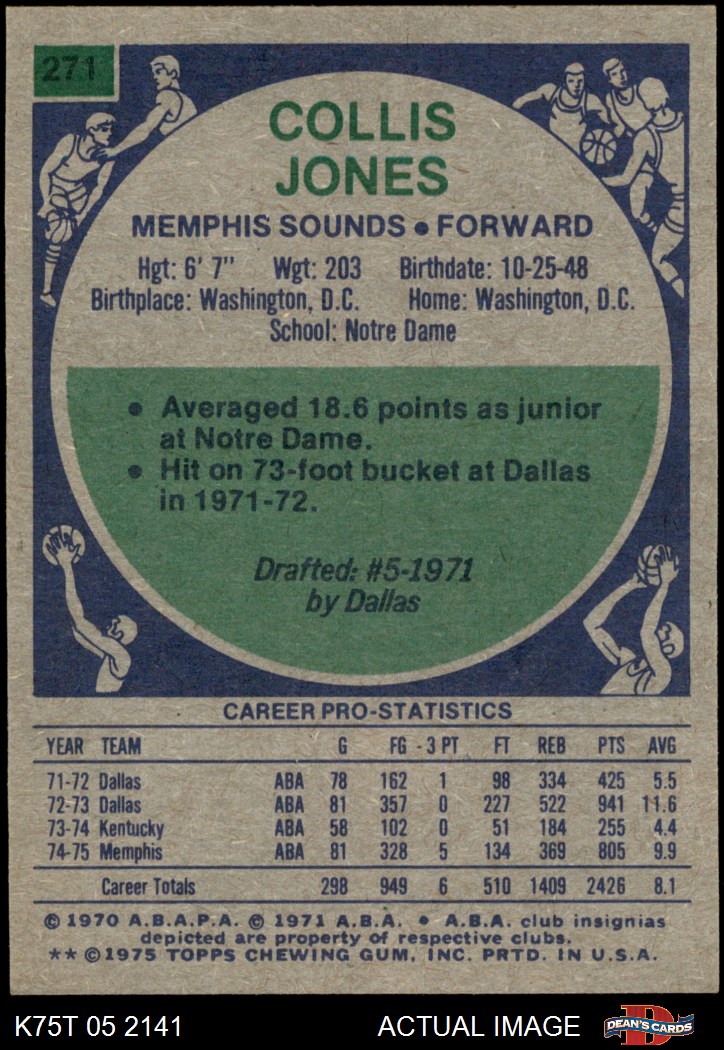 271
COLLIS
JONES
MEMPHIS SOUNDS • FORWARD
Hgt: 6' 7" Wgt: 203 Birthdate: 10-25-48
Birthplace: Washington, D.C. Home: Washington, D.C.
School: Notre Dame
• Averaged 18.6 points as junior
at Notre Dame.
• Hit on 73-foot bucket at Dallas
in 1971-72.
Drafted: #5-1971
by Dallas
CAREER PRO-STATISTICS
YEAR TEAM G FG - 3 PT FT REB PTS AVG
71-72 Dallas ABA 78 162 1 98 334 425 5.5
72-73 Dallas ABA 81 357 0 227 522 941 11.6
73-74 Kentucky ABA 58 102 0 51 184 255 4.4
74-75 Memphis ABA 81 328 5 134 369 805 9.9
Career Totals 298 949 6 510 1409 2426 8.1
© 1970 A.B.A.P.A. © 1971 A.B.A. • A.B.A. club insignias
depicted are property of respective clubs.
** © 1975 TOPPS CHEWING GUM, INC. PRTD. IN U.S.A.
K75T 05 2141 ACTUAL IMAGE D DEAN'S CARDS